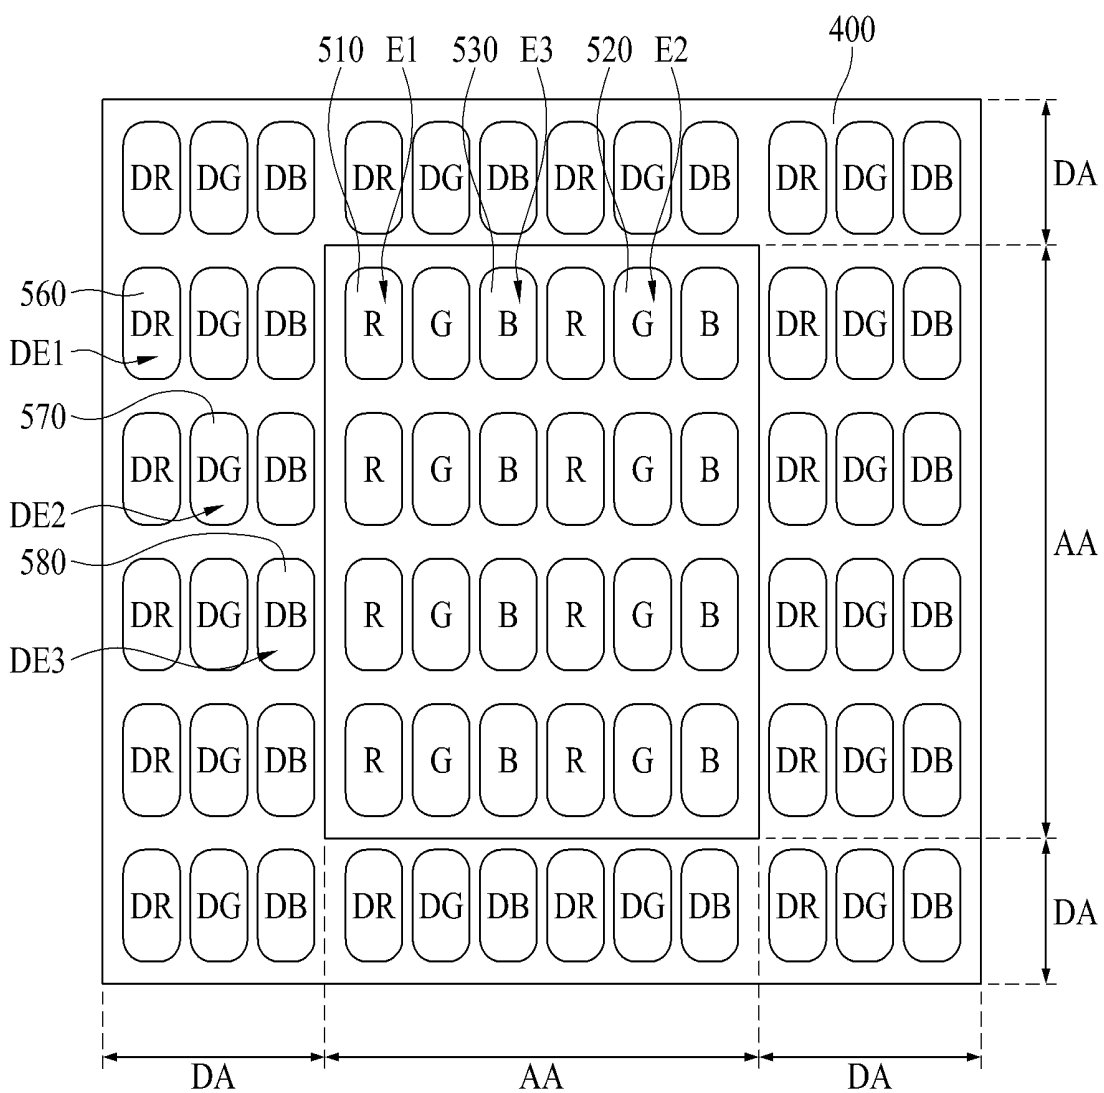 510 E1 530 E3 520 E2 400
DR DG DB DR DG DB DR DG DB DR DG DB DA
560 DR DG DB R G B R G B DR DG DB
DE1
570 DR DG DB R G B R G B DR DG DB
DE2 AA
580 DR DG DB R G B R G B DR DG DB
DE3
DR DG DB R G B R G B DR DG DB
DR DG DB DR DG DB DR DG DB DR DG DB DA
DA AA DA